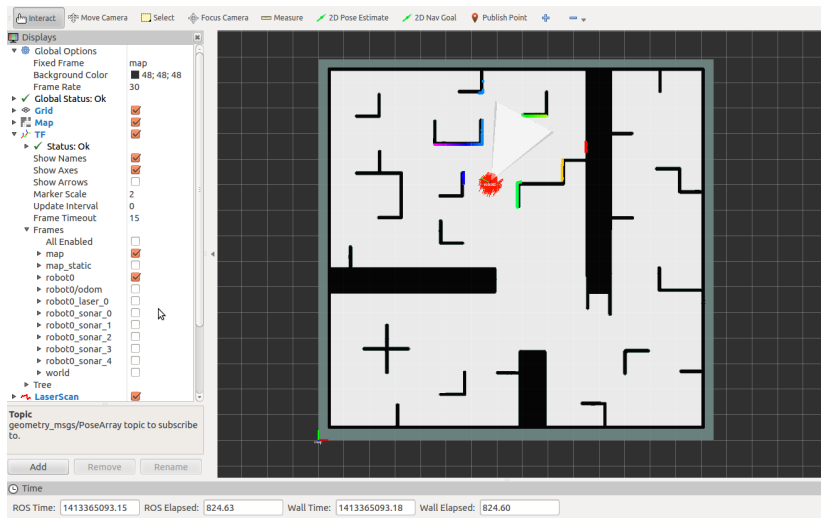 Interact Move Camera Select Focus Camera Measure 2D Pose Estimate 2D Nav Goal Publish Point
Displays
Global Options
Fixed Frame map
Background Color 48; 48; 48
Frame Rate 30
Global Status: Ok
Grid
Map
TF
Status: Ok
Show Names
Show Axes
Show Arrows
Marker Scale 2
Update Interval 0
Frame Timeout 15
Frames
All Enabled
map
map_static
robot0
robot0/odom
robot0_laser_0
robot0_sonar_0
robot0_sonar_1
robot0_sonar_2
robot0_sonar_3
robot0_sonar_4
world
Tree
LaserScan
Topic
geometry_msgs/PoseArray topic to subscribe
to.
Add Remove Rename
Time
ROS Time: 1413365093.15 ROS Elapsed: 824.63 Wall Time: 1413365093.18 Wall Elapsed: 824.60